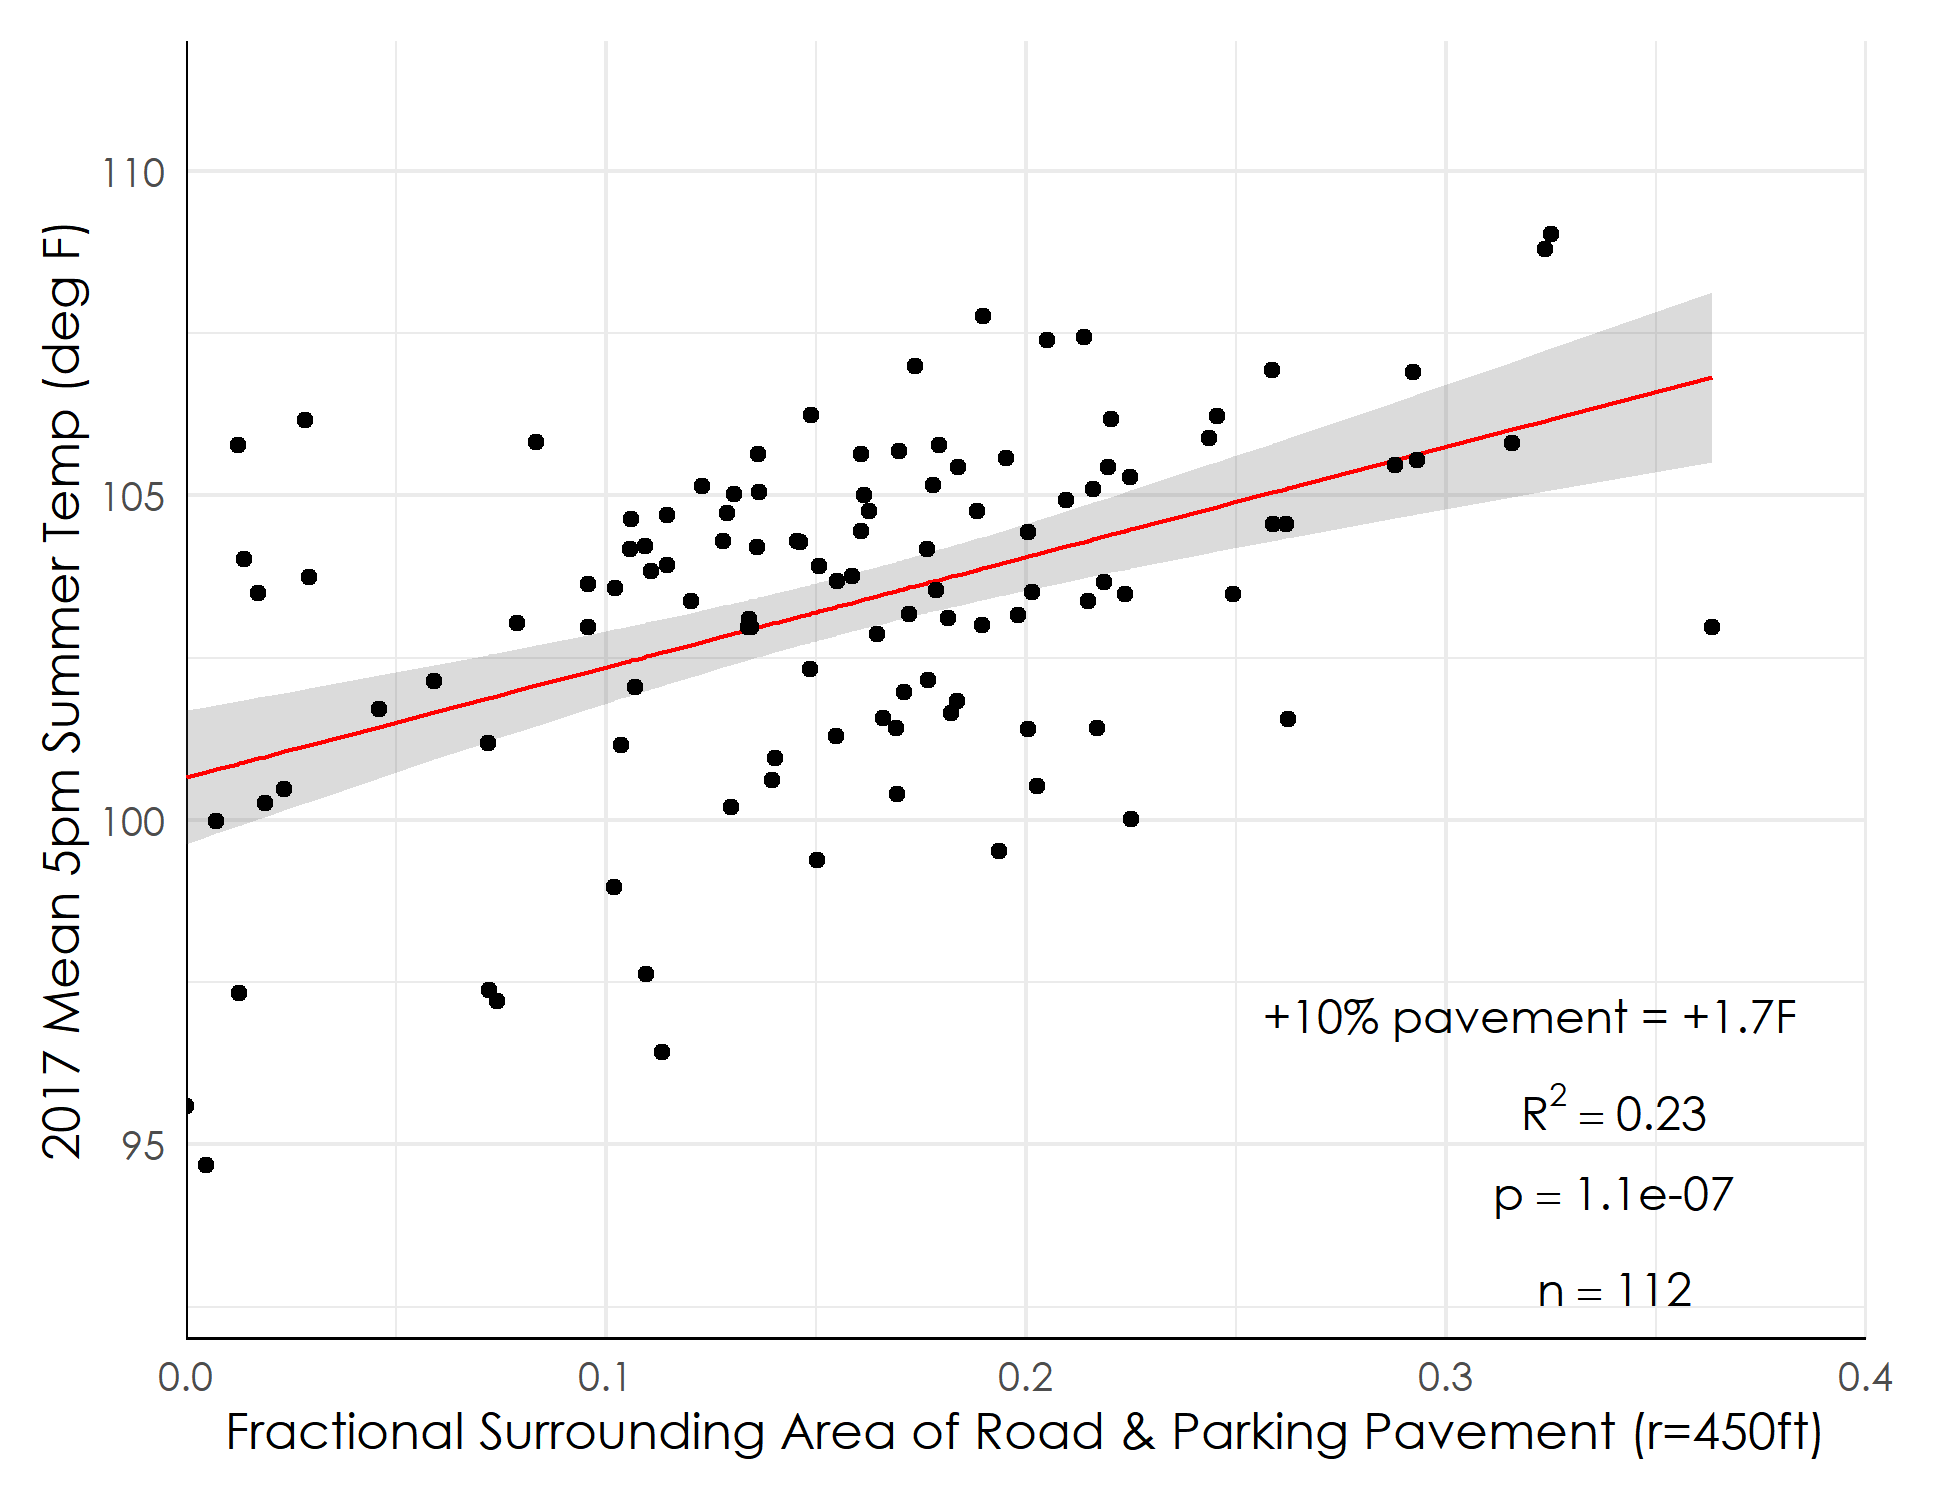 2017 Mean 5pm Summer Temp (deg F)
110
105
100
95
+10% pavement = +1.7F
R² = 0.23
p = 1.1e-07
n = 112
0.0 0.1 0.2 0.3 0.4
Fractional Surrounding Area of Road & Parking Pavement (r=450ft)